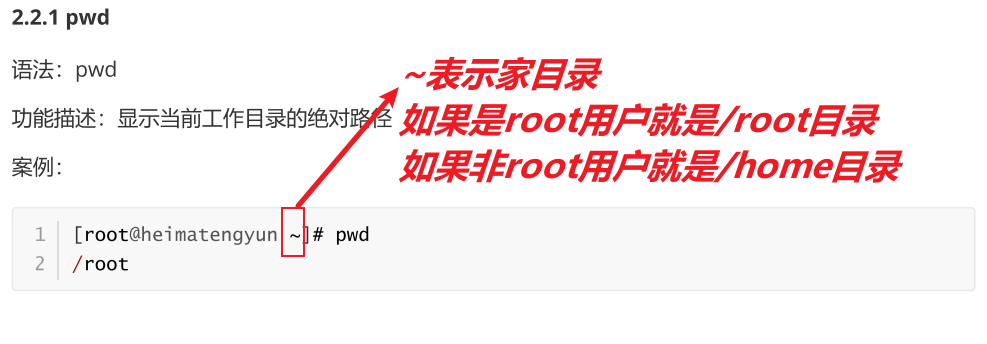 2.2.1 pwd
语法：pwd
~表示家目录
功能描述：显示当前工作目录的绝对路径
如果是root用户就是/root目录
案例：
如果非root用户就是/home目录
1 [root@heimatengyun ~]# pwd
2 /root